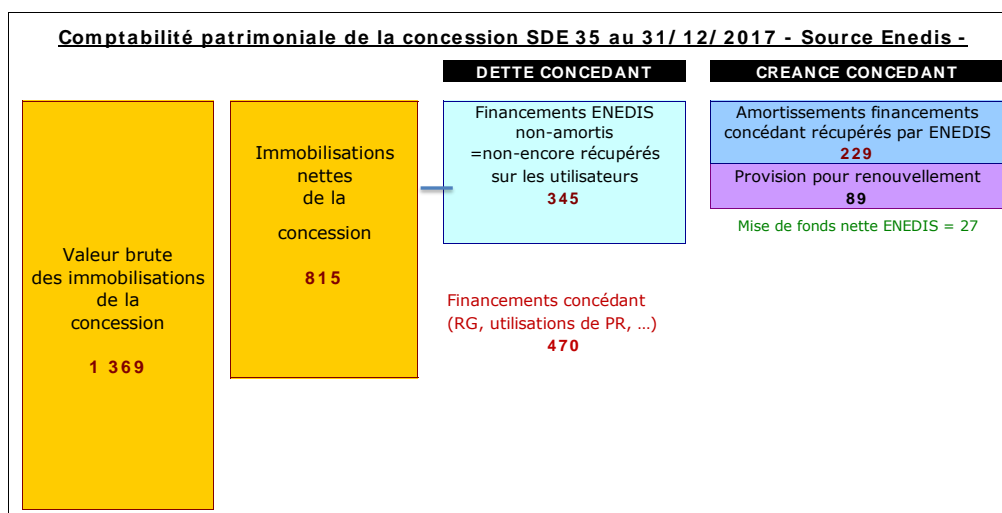 Comptabilité patrimoniale de la concession SDE 35 au 31/12/2017 - Source Enedis -
DETTE CONCEDANT
CREANCE CONCEDANT
Valeur brute
des immobilisations
de la
concession
1 369
Immobilisations
nettes
de la
concession
815
Financements ENEDIS
non-amortis
=non-encore récupérés
sur les utilisateurs
345
Financements concédant
(RG, utilisations de PR, …)
470
Amortissements financements
concédant récupérés par ENEDIS
229
Provision pour renouvellement
89
Mise de fonds nette ENEDIS = 27